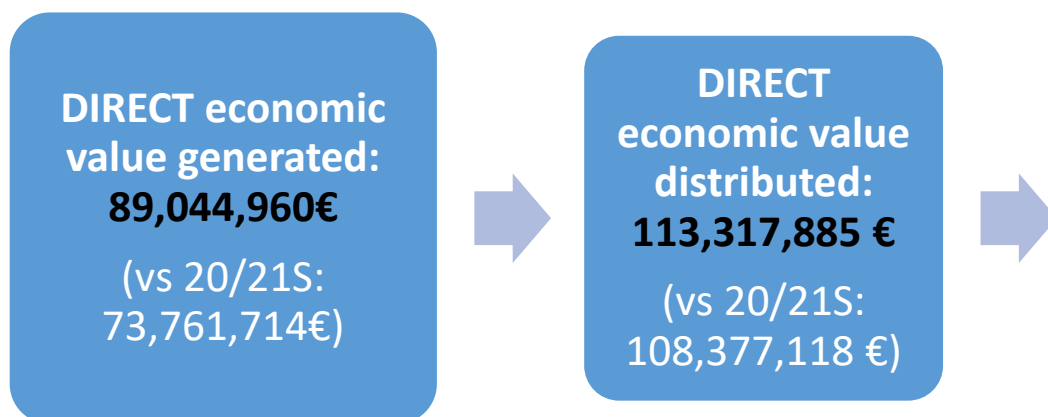 DIRECT economic
value generated:
89,044,960€
(vs 20/21S:
73,761,714€)
DIRECT
economic value
distributed:
113,317,885 €
(vs 20/21S:
108,377,118 €)